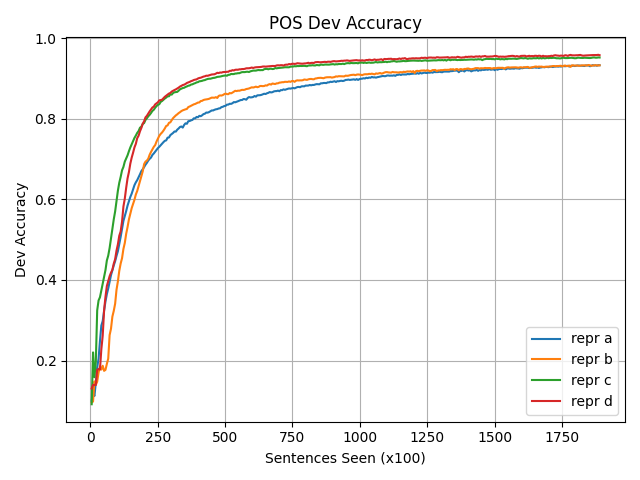 POS Dev Accuracy
1.0
0.8
0.6
0.4
0.2
Dev Accuracy
0 250 500 750 1000 1250 1500 1750
Sentences Seen (x100)
repr a
repr b
repr c
repr d